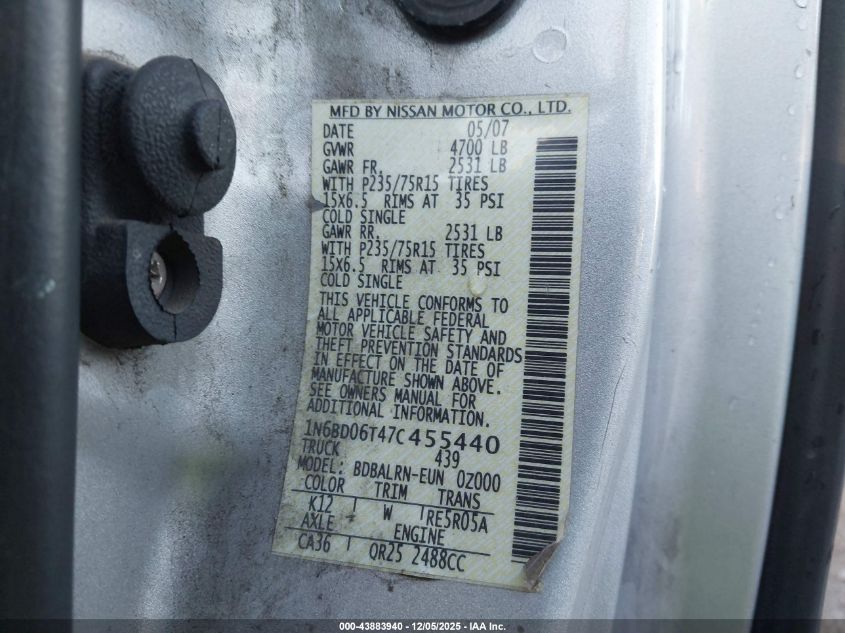 MFD BY NISSAN MOTOR CO., LTD.
DATE 05/07
GVWR 4700 LB
GAWR FR. 2531 LB
WITH P235/75R15 TIRES
15X6.5 RIMS AT 35 PSI
COLD SINGLE
GAWR RR. 2531 LB
WITH P235/75R15 TIRES
15X6.5 RIMS AT 35 PSI
COLD SINGLE
THIS VEHICLE CONFORMS TO
ALL APPLICABLE FEDERAL
MOTOR VEHICLE SAFETY AND
THEFT PREVENTION STANDARDS
IN EFFECT ON THE DATE OF
MANUFACTURE SHOWN ABOVE.
SEE OWNERS MANUAL FOR
ADDITIONAL INFORMATION.
1N6BD06T47C455440
TRUCK 439
MODEL: BDBALRN-EUN 0Z000
COLOR TRIM TRANS
K12 W RE5R05A
AXLE ENGINE
CA36 QR25 2488CC
000-43883940 - 12/05/2025 - IAA Inc.